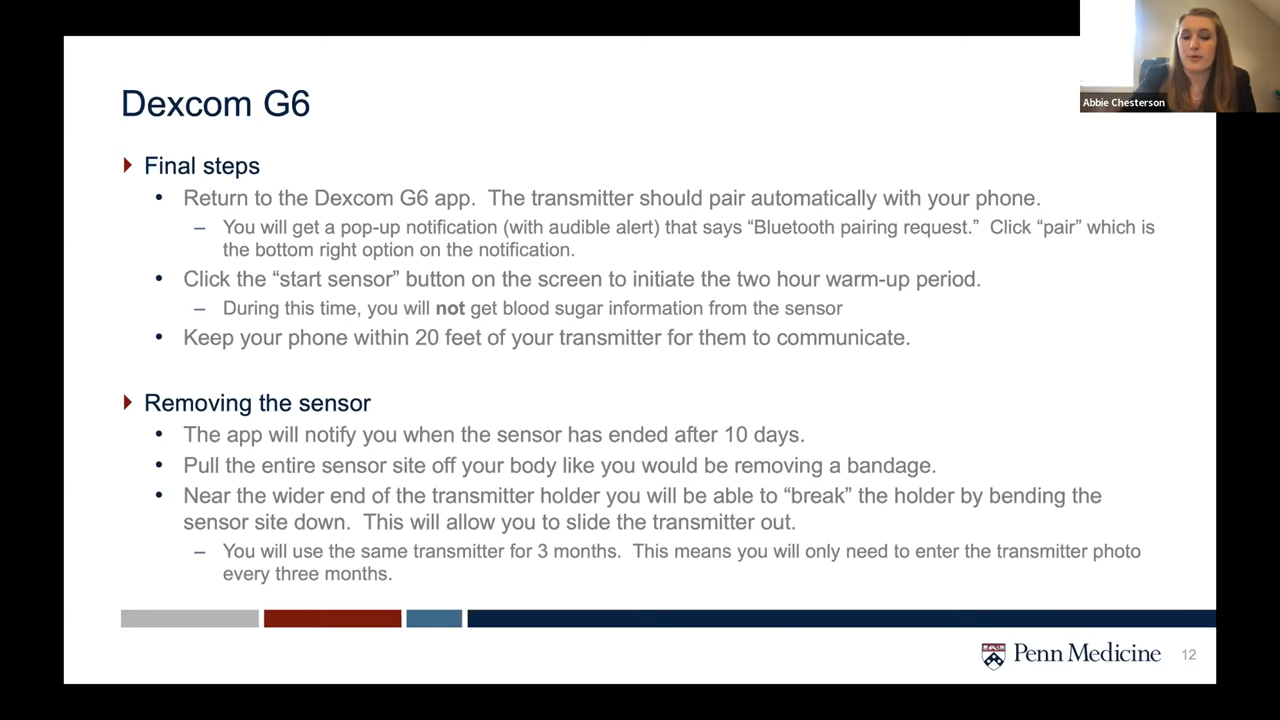 Dexcom G6
Abbie Chesterson
Final steps
• Return to the Dexcom G6 app.  The transmitter should pair automatically with your phone.
– You will get a pop-up notification (with audible alert) that says “Bluetooth pairing request.”  Click “pair” which is
the bottom right option on the notification.
• Click the “start sensor” button on the screen to initiate the two hour warm-up period.
– During this time, you will not get blood sugar information from the sensor
• Keep your phone within 20 feet of your transmitter for them to communicate.
Removing the sensor
• The app will notify you when the sensor has ended after 10 days.
• Pull the entire sensor site off your body like you would be removing a bandage.
• Near the wider end of the transmitter holder you will be able to “break” the holder by bending the
sensor site down.  This will allow you to slide the transmitter out.
– You will use the same transmitter for 3 months.  This means you will only need to enter the transmitter photo
every three months.
Penn Medicine
12